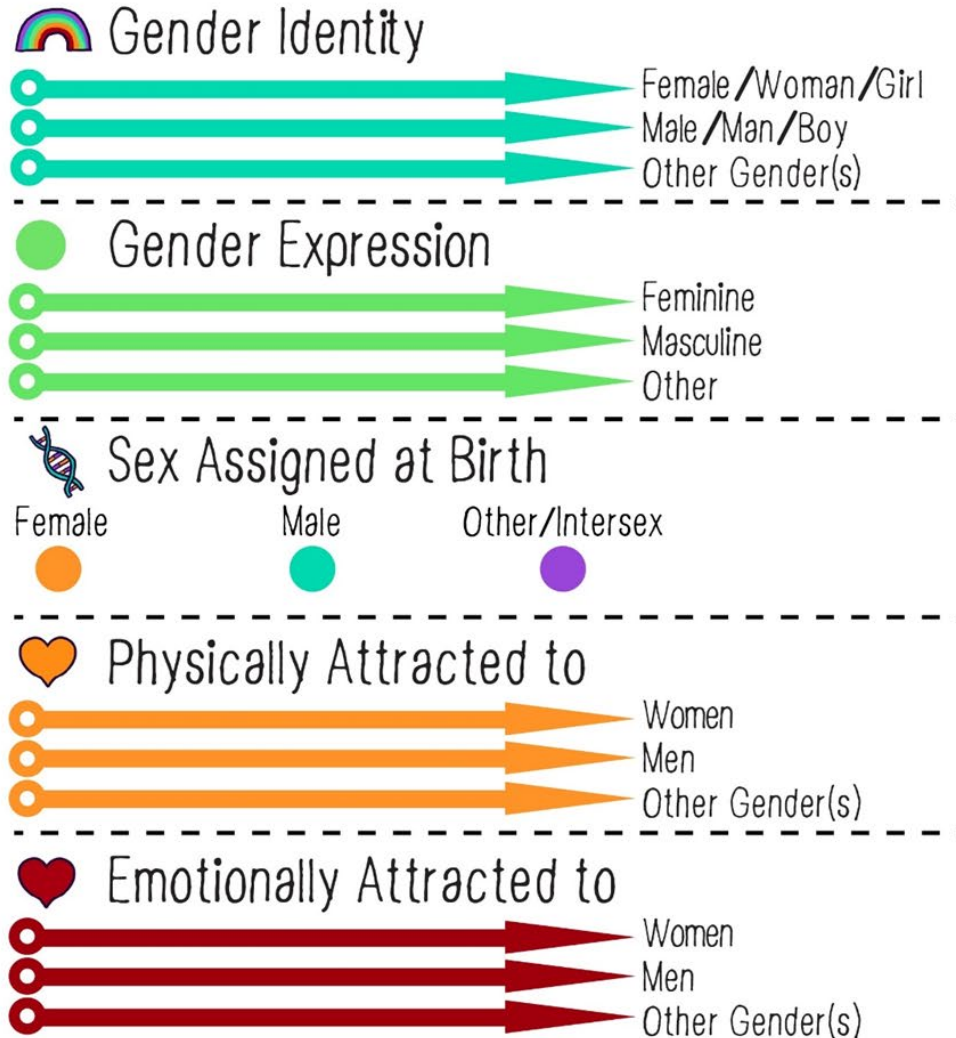 Gender Identity
Female/Woman/Girl
Male/Man/Boy
Other Gender(s)
Gender Expression
Feminine
Masculine
Other
Sex Assigned at Birth
Female Male Other/Intersex
Physically Attracted to
Women
Men
Other Gender(s)
Emotionally Attracted to
Women
Men
Other Gender(s)